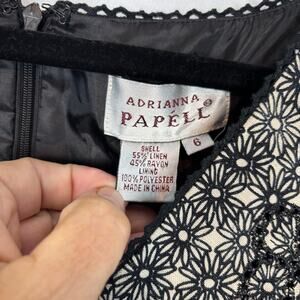 ADRIANNA
PAPELL®
6
SHELL
55% LINEN
45% RAYON
LINING
100% POLYESTER
MADE IN CHINA